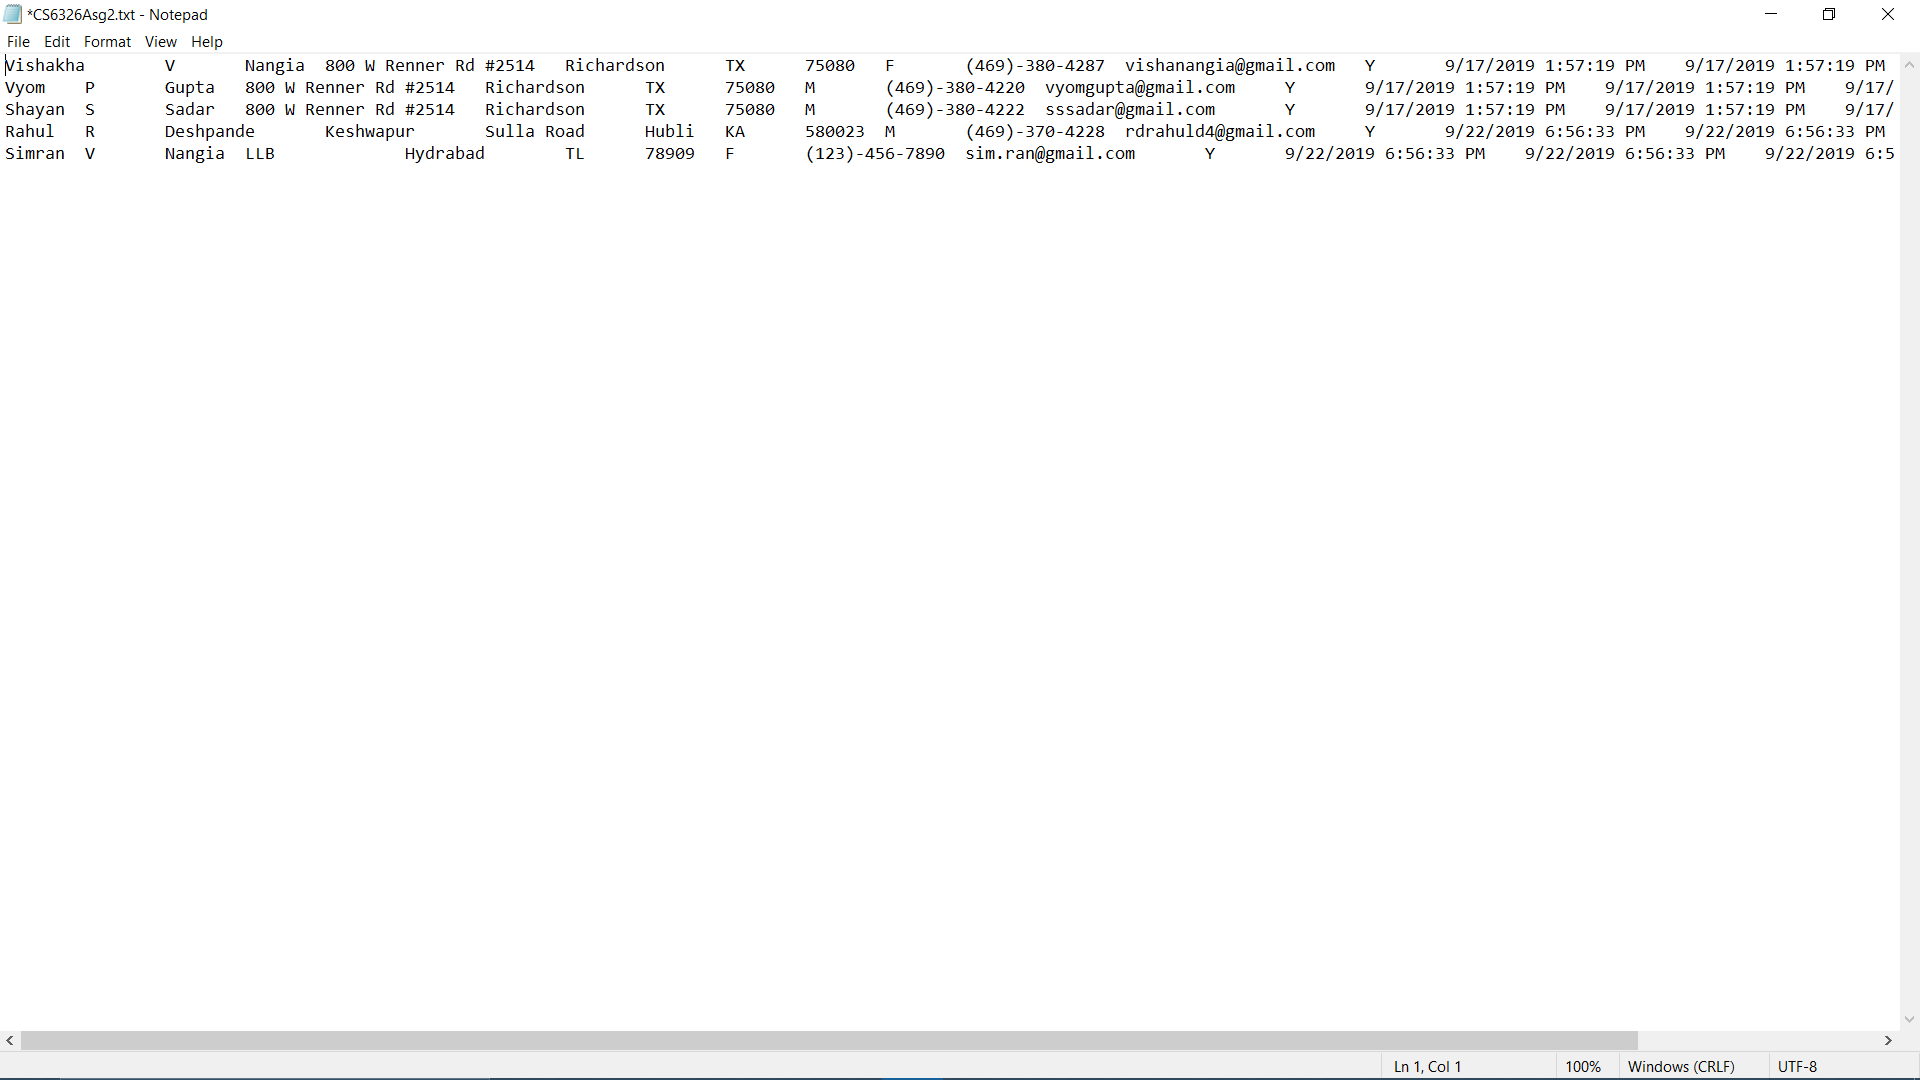 *CS6326Asg2.txt - Notepad
File Edit Format View Help
Vishakha V Nangia 800 W Renner Rd #2514 Richardson TX 75080 F (469)-380-4287 vishanangia@gmail.com Y 9/17/2019 1:57:19 PM 9/17/2019 1:57:19 PM
Vyom P Gupta 800 W Renner Rd #2514 Richardson TX 75080 M (469)-380-4220 vyomgupta@gmail.com Y 9/17/2019 1:57:19 PM 9/17/2019 1:57:19 PM 9/17/
Shayan S Sadar 800 W Renner Rd #2514 Richardson TX 75080 M (469)-380-4222 sssadar@gmail.com Y 9/17/2019 1:57:19 PM 9/17/2019 1:57:19 PM 9/17/
Rahul R Deshpande Keshwapur Sulla Road Hubli KA 580023 M (469)-370-4228 rdrahuld4@gmail.com Y 9/22/2019 6:56:33 PM 9/22/2019 6:56:33 PM
Simran V Nangia LLB Hydrabad TL 78909 F (123)-456-7890 sim.ran@gmail.com Y 9/22/2019 6:56:33 PM 9/22/2019 6:56:33 PM 9/22/2019 6:5
Ln 1, Col 1 100% Windows (CRLF) UTF-8